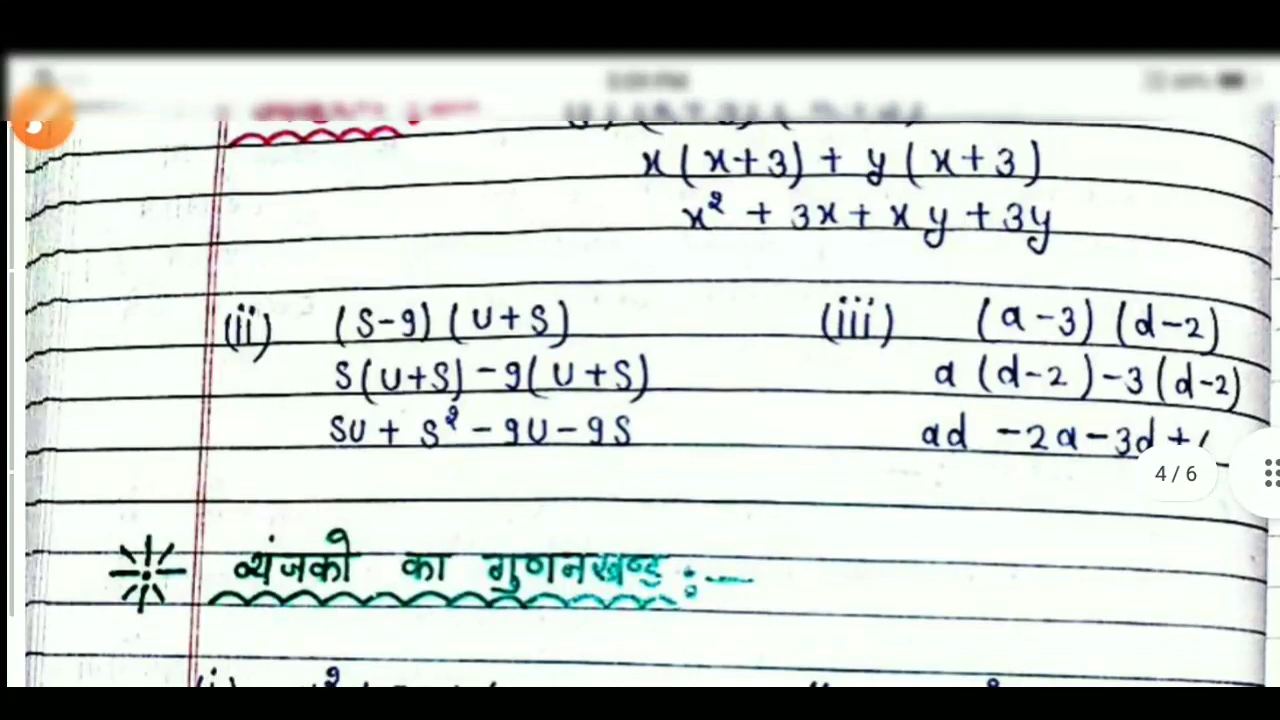 x(x+3) + y(x+3)
x² + 3x + xy + 3y
(ii) (s-9)(u+s)
s(u+s) - 9(u+s)
su + s² - 9u - 9s
(iii) (a-3)(d-2)
a(d-2) - 3(d-2)
ad - 2a - 3d +
4 / 6
व्यंजको का गुणनखण्ड :—
(i)